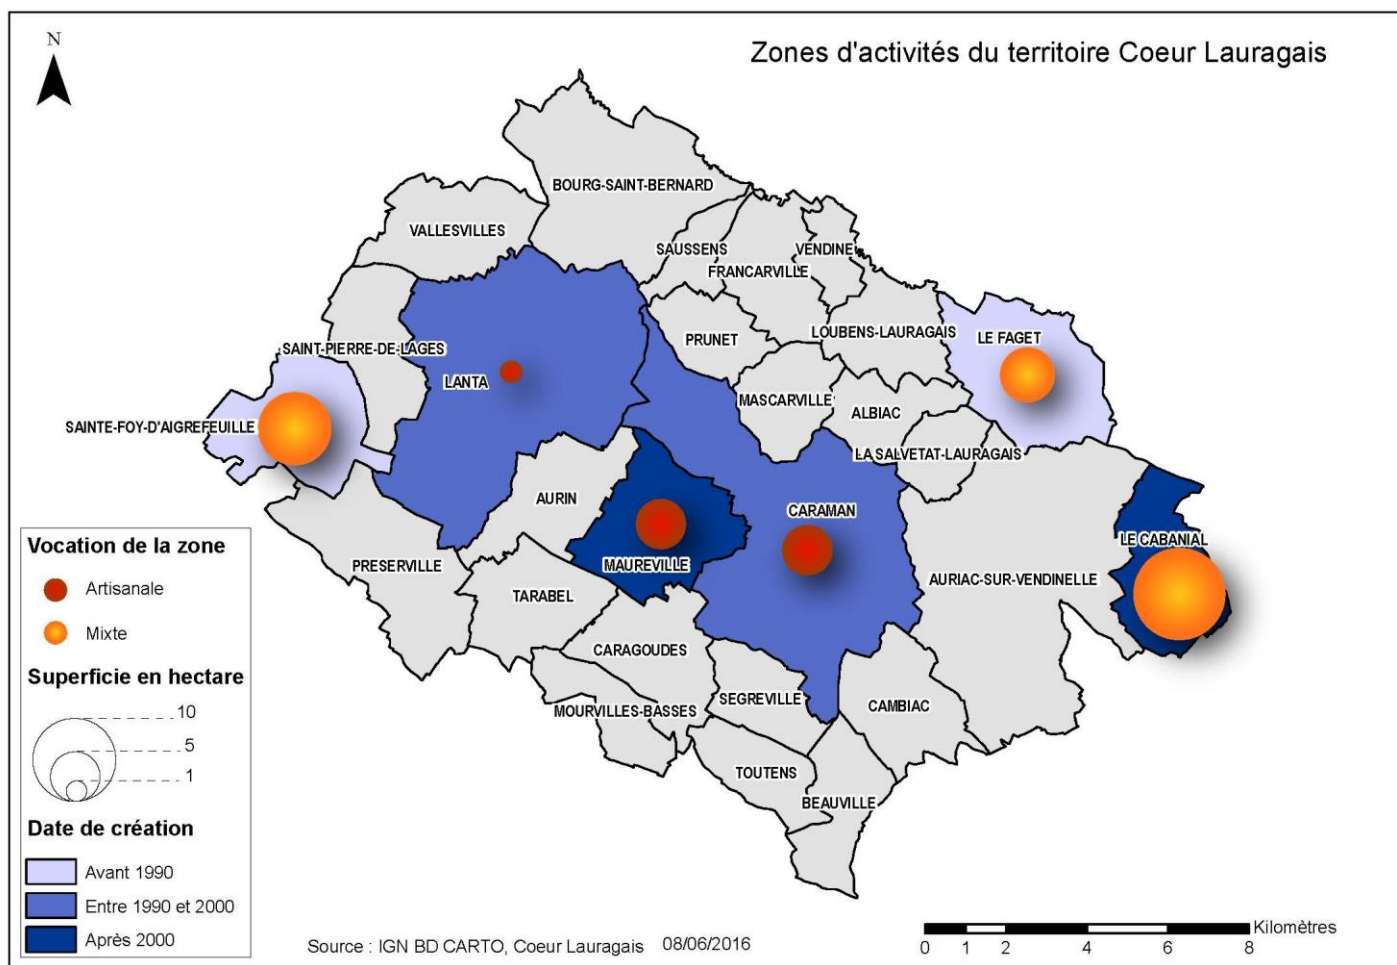 N
Zones d'activités du territoire Coeur Lauragais
BOURG-SAINT-BERNARD
VALLESVILLES
SAUSSENS
VENDINE
FRANCARVILLE
PRUNET
LOUBENS-LAURAGAIS
LE FAGET
SAINT-PIERRE-DE-LAGES
LANTA
MASCARVILLE
ALBIAC
SAINTE-FOY-D'AIGREFEUILLE
LA SALVETAT-LAURAGAIS
AURIN
CARAMAN
LE CABANIAL
PRESERVILLE
MAUREVILLE
AURIAC-SUR-VENDINELLE
TARABEL
CARAGOUDES
SEGREVILLE
CAMBIAC
MOURVILLES-BASSES
TOUTENS
BEAUVILLE
Vocation de la zone
Artisanale
Mixte
Superficie en hectare
10
5
1
Date de création
Avant 1990
Entre 1990 et 2000
Après 2000
Source : IGN BD CARTO, Coeur Lauragais 08/06/2016
Kilomètres
0 1 2 4 6 8